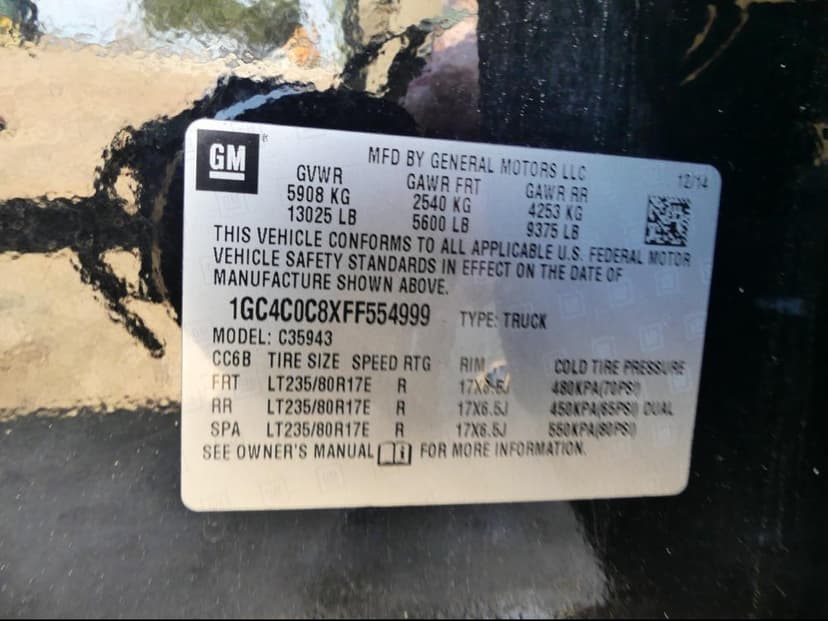 GM
MFD BY GENERAL MOTORS LLC
12/14
GVWR GAWR FRT GAWR RR
5908 KG 2540 KG 4253 KG
13025 LB 5600 LB 9375 LB
THIS VEHICLE CONFORMS TO ALL APPLICABLE U.S. FEDERAL MOTOR
VEHICLE SAFETY STANDARDS IN EFFECT ON THE DATE OF
MANUFACTURE SHOWN ABOVE.
1GC4C0C8XFF554999 TYPE: TRUCK
MODEL: C35943
CC6B TIRE SIZE SPEED RTG RIM COLD TIRE PRESSURE
FRT LT235/80R17E R 17X6.5J 480KPA(70PSI)
RR LT235/80R17E R 17X6.5J 450KPA(65PSI) DUAL
SPA LT235/80R17E R 17X6.5J 550KPA(80PSI)
SEE OWNER'S MANUAL FOR MORE INFORMATION.